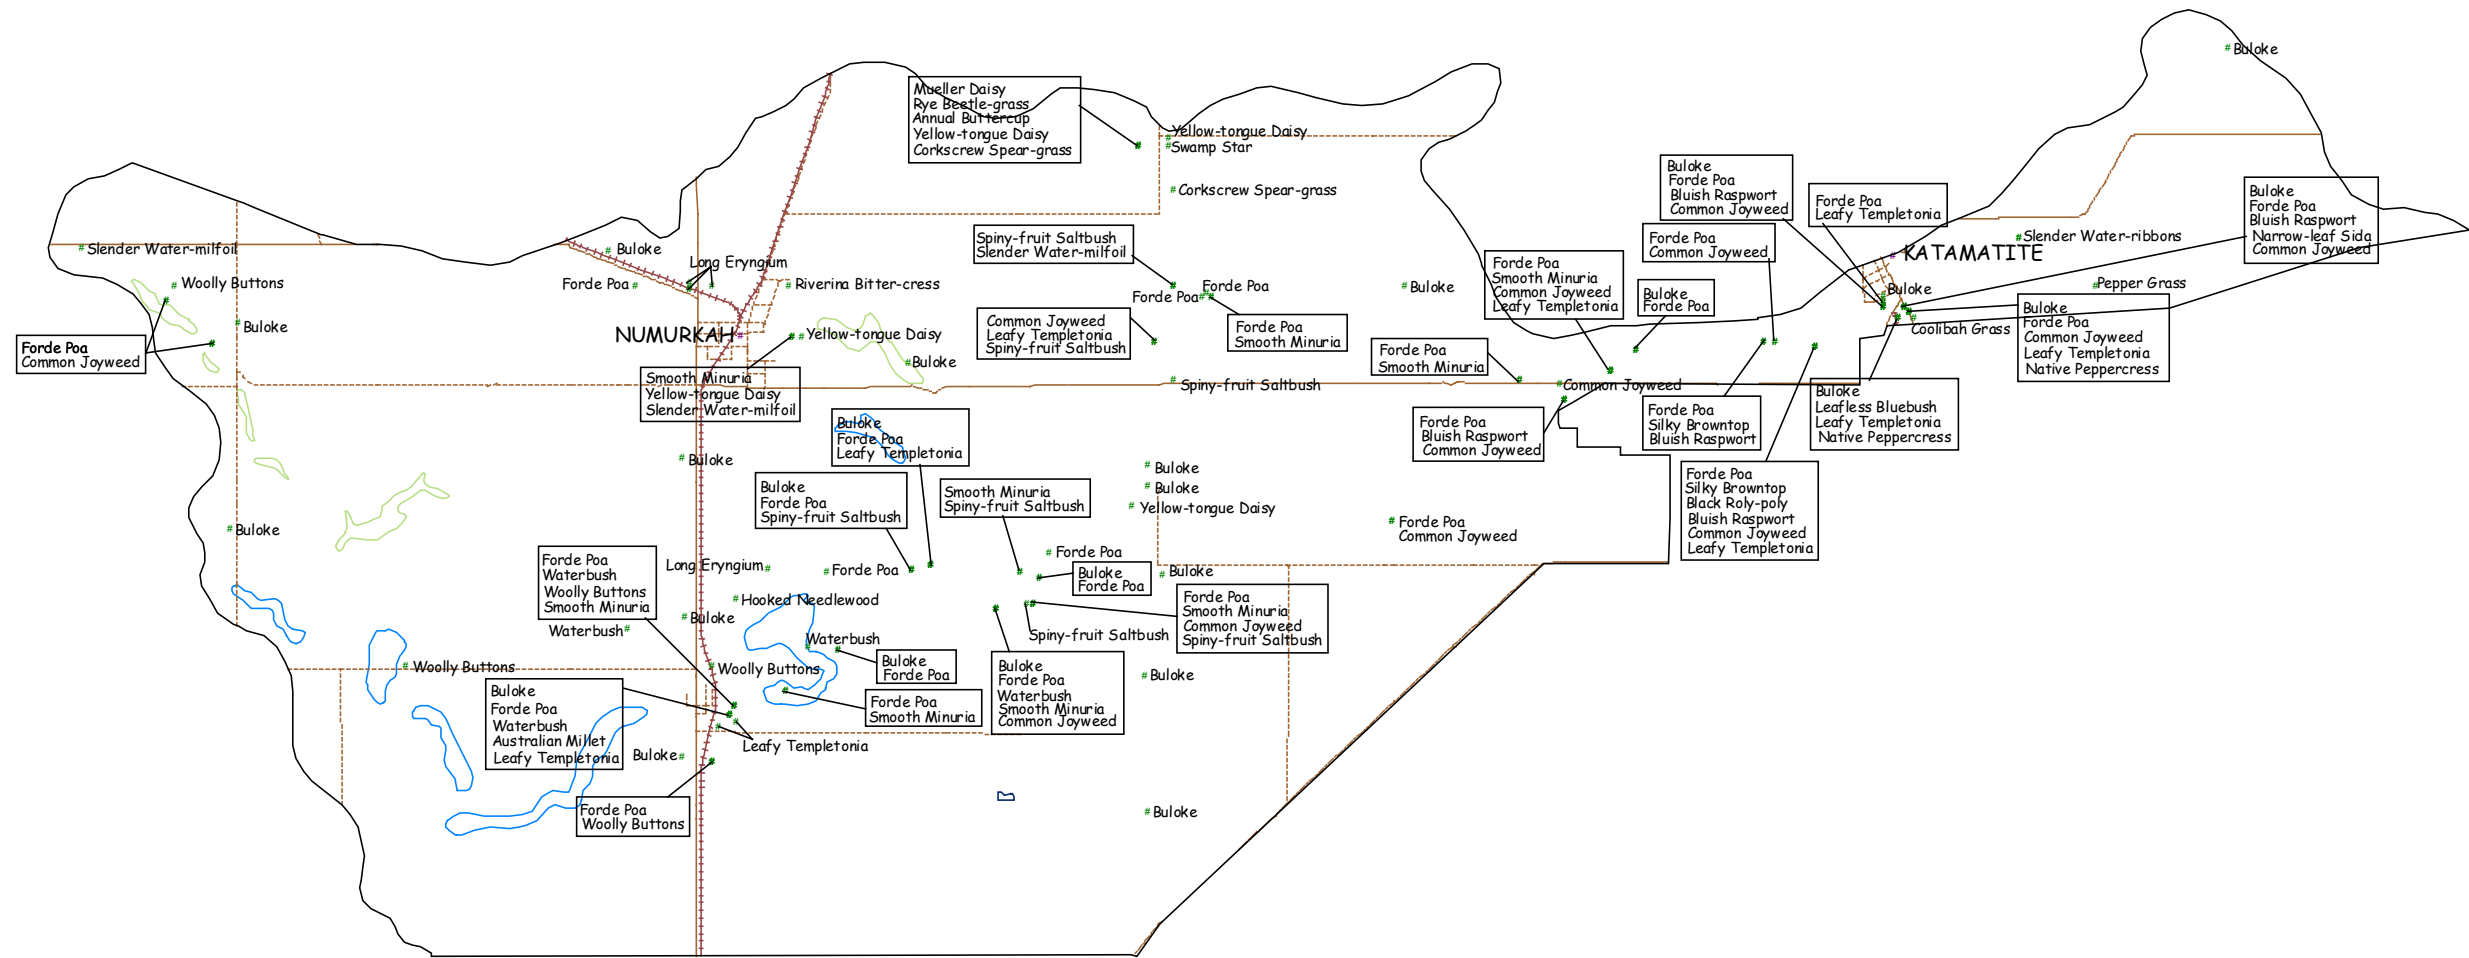 Buloke
Mueller Daisy
Rye Beetle-grass
Annual Buttercup
Yellow-tongue Daisy
Corkscrew Spear-grass
Yellow-tongue Daisy
Swamp Star
Corkscrew Spear-grass
Buloke
Forde Poa
Bluish Raspwort
Common Joyweed
Forde Poa
Leafy Templetonia
Buloke
Forde Poa
Bluish Raspwort
Narrow-leaf Sida
Common Joyweed
Slender Water-milfoil
Buloke
Long Eryngium
Spiny-fruit Saltbush
Slender Water-milfoil
Forde Poa
Common Joyweed
Slender Water-ribbons
KATAMATITE
Woolly Buttons
Forde Poa
Riverina Bitter-cress
Forde Poa
Forde Poa
Buloke
Forde Poa
Smooth Minuria
Common Joyweed
Leafy Templetonia
Buloke
Forde Poa
Buloke
Pepper Grass
Buloke
NUMURKAH
Yellow-tongue Daisy
Common Joyweed
Leafy Templetonia
Spiny-fruit Saltbush
Forde Poa
Smooth Minuria
Coolibah Grass
Buloke
Forde Poa
Common Joyweed
Leafy Templetonia
Native Peppercress
Forde Poa
Common Joyweed
Buloke
Forde Poa
Smooth Minuria
Smooth Minuria
Yellow-tongue Daisy
Slender Water-milfoil
Spiny-fruit Saltbush
Common Joyweed
Buloke
Leafless Bluebush
Leafy Templetonia
Native Peppercress
Buloke
Forde Poa
Leafy Templetonia
Forde Poa
Bluish Raspwort
Common Joyweed
Forde Poa
Silky Browntop
Bluish Raspwort
Buloke
Buloke
Buloke
Forde Poa
Spiny-fruit Saltbush
Smooth Minuria
Spiny-fruit Saltbush
Buloke
Yellow-tongue Daisy
Forde Poa
Common Joyweed
Forde Poa
Silky Browntop
Black Roly-poly
Bluish Raspwort
Common Joyweed
Leafy Templetonia
Buloke
Forde Poa
Waterbush
Woolly Buttons
Smooth Minuria
Long Eryngium
Forde Poa
Forde Poa
Buloke
Forde Poa
Buloke
Hooked Needlewood
Forde Poa
Smooth Minuria
Common Joyweed
Spiny-fruit Saltbush
Buloke
Waterbush
Waterbush
Spiny-fruit Saltbush
Woolly Buttons
Woolly Buttons
Buloke
Forde Poa
Buloke
Forde Poa
Waterbush
Smooth Minuria
Common Joyweed
Buloke
Buloke
Forde Poa
Waterbush
Australian Millet
Leafy Templetonia
Forde Poa
Smooth Minuria
Leafy Templetonia
Buloke
Forde Poa
Woolly Buttons
Buloke